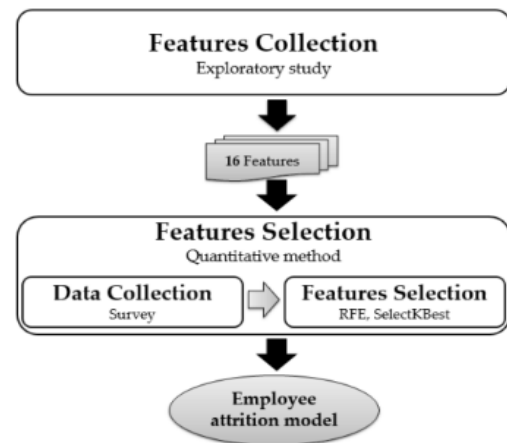 Features Collection
Exploratory study
16 Features
Features Selection
Quantitative method
Data Collection
Survey
Features Selection
RFE, SelectKBest
Employee
attrition model